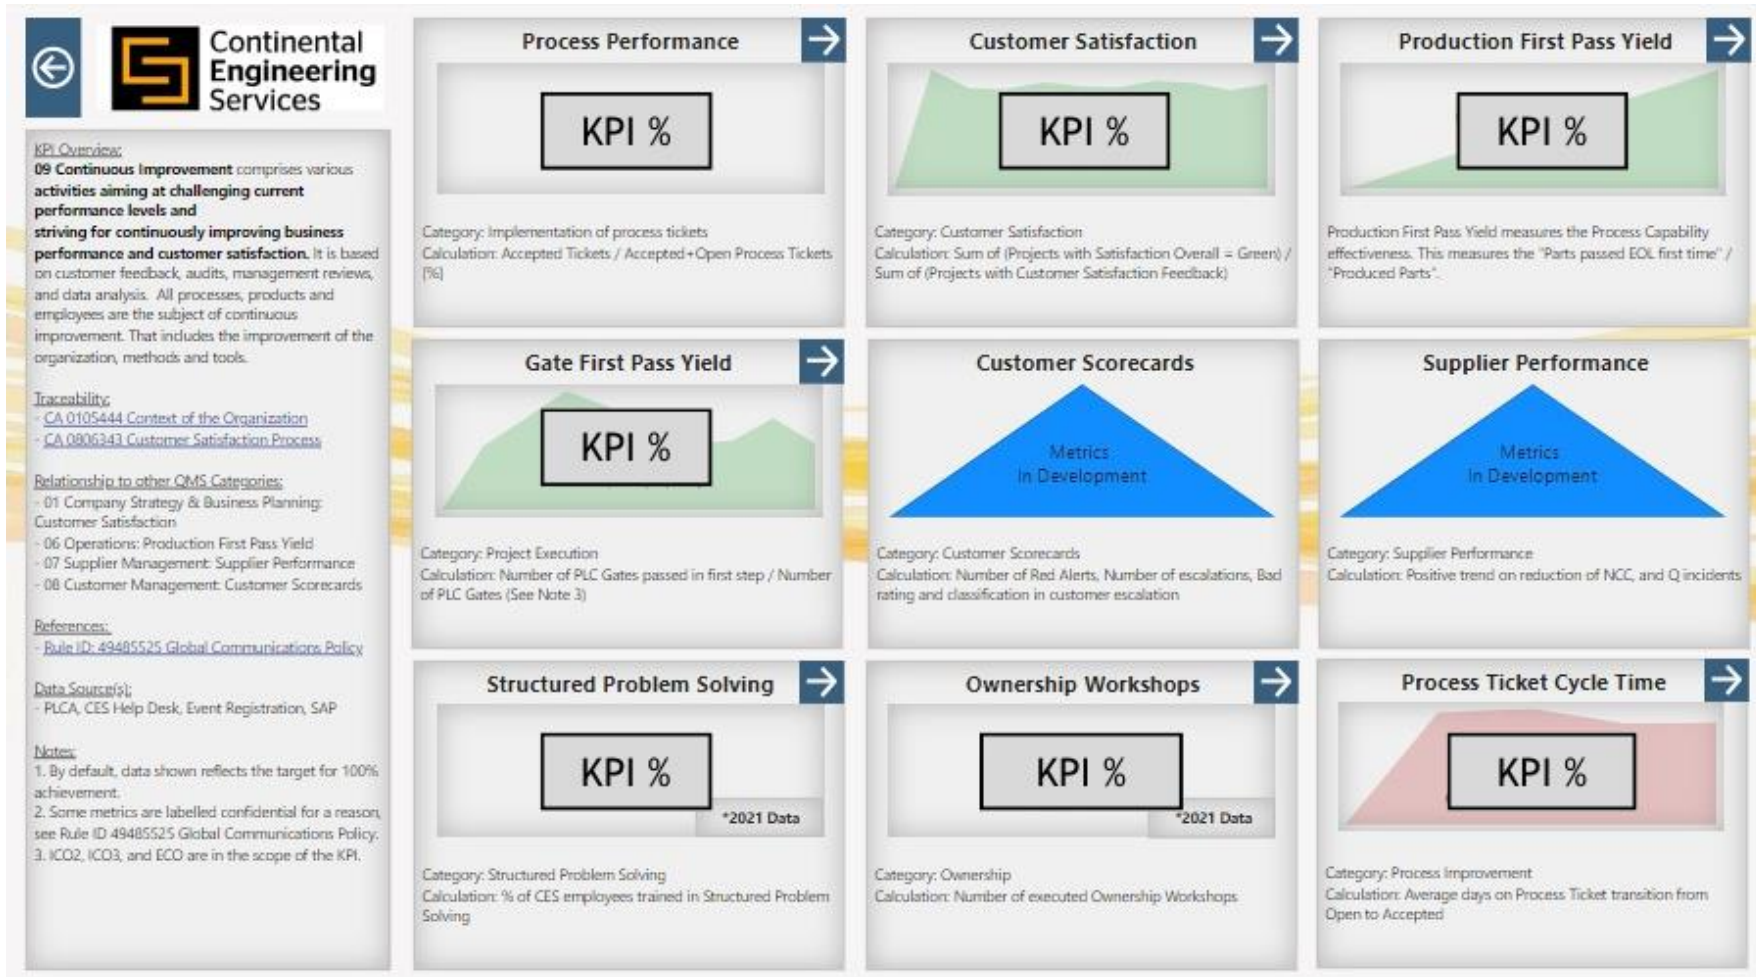 Continental
Engineering
Services
KPI Overview:
09 Continuous Improvement comprises various
activities aiming at challenging current
performance levels and
striving for continuously improving business
performance and customer satisfaction. It is based
on customer feedback, audits, management reviews,
and data analysis.  All processes, products and
employees are the subject of continuous
improvement. That includes the improvement of the
organization, methods and tools.
Traceability:
- CA 0105444 Context of the Organization
- CA 0806343 Customer Satisfaction Process
Relationship to other QMS Categories:
- 01 Company Strategy & Business Planning:
Customer Satisfaction
- 06 Operations: Production First Pass Yield
- 07 Supplier Management: Supplier Performance
- 08 Customer Management: Customer Scorecards
References:
- Rule ID: 49485525 Global Communications Policy
Data Source(s):
- PLCA, CES Help Desk, Event Registration, SAP
Notes:
1. By default, data shown reflects the target for 100%
achievement.
2. Some metrics are labelled confidential for a reason,
see Rule ID 49485525 Global Communications Policy.
3. ICO2, ICO3, and ECO are in the scope of the KPI.
Process Performance
KPI %
Category: Implementation of process tickets
Calculation: Accepted Tickets / Accepted+Open Process Tickets
(%)
Customer Satisfaction
KPI %
Category: Customer Satisfaction
Calculation: Sum of (Projects with Satisfaction Overall = Green) /
Sum of (Projects with Customer Satisfaction Feedback)
Production First Pass Yield
KPI %
Production First Pass Yield measures the Process Capability
effectiveness. This measures the "Parts passed EOL first time" /
"Produced Parts".
Gate First Pass Yield
KPI %
Category: Project Execution
Calculation: Number of PLC Gates passed in first step / Number
of PLC Gates (See Note 3)
Customer Scorecards
Metrics
In Development
Category: Customer Scorecards
Calculation: Number of Red Alerts, Number of escalations, Bad
rating and classification in customer escalation
Supplier Performance
Metrics
In Development
Category: Supplier Performance
Calculation: Positive trend on reduction of NCC, and Q incidents
Structured Problem Solving
KPI %
*2021 Data
Category: Structured Problem Solving
Calculation: % of CES employees trained in Structured Problem
Solving
Ownership Workshops
KPI %
*2021 Data
Category: Ownership
Calculation: Number of executed Ownership Workshops
Process Ticket Cycle Time
KPI %
Category: Process Improvement
Calculation: Average days on Process Ticket transition from
Open to Accepted